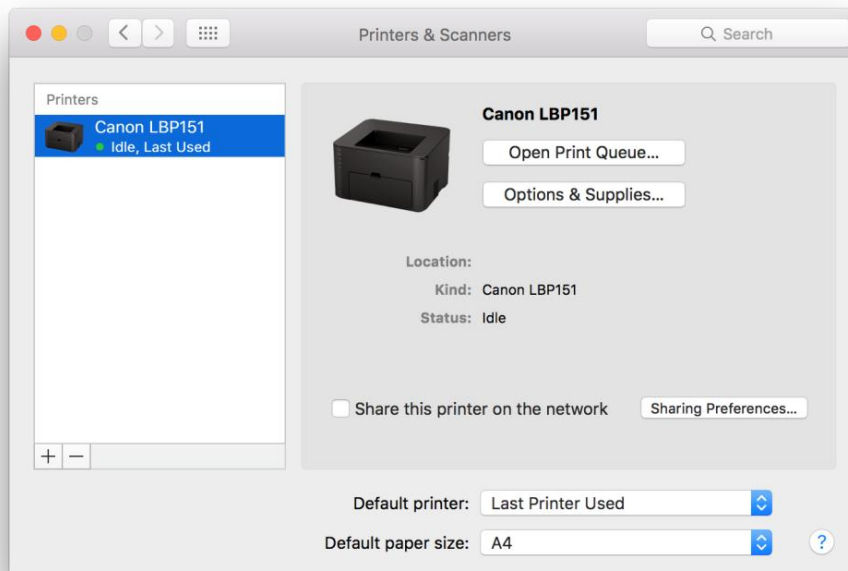 Printers & Scanners
Search
Printers
Canon LBP151
Idle, Last Used
Canon LBP151
Open Print Queue...
Options & Supplies...
Location:
Kind: Canon LBP151
Status: Idle
Share this printer on the network
Sharing Preferences...
+ −
Default printer: Last Printer Used
Default paper size: A4
?